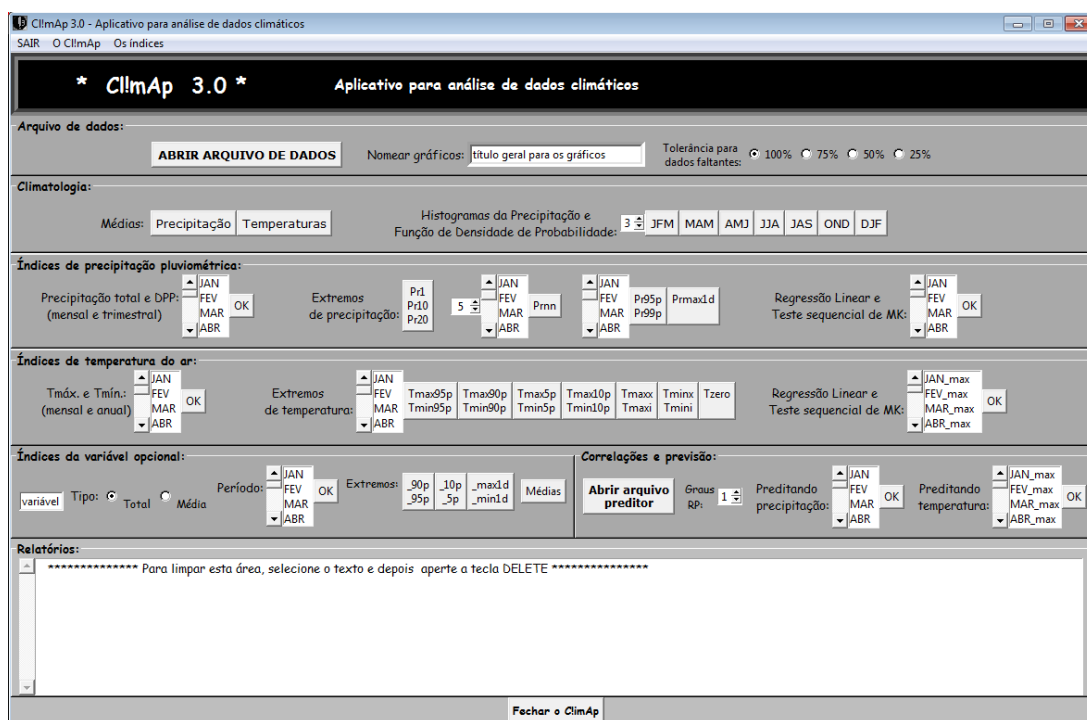 Cl!mAp 3.0 - Aplicativo para análise de dados climáticos
SAIR O Cl!mAp Os índices
* Cl!mAp 3.0 * Aplicativo para análise de dados climáticos
Arquivo de dados:
ABRIR ARQUIVO DE DADOS Nomear gráficos: título geral para os gráficos Tolerância para dados faltantes: 100% 75% 50% 25%
Climatologia:
Médias: Precipitação Temperaturas
Histogramas da Precipitação e
Função de Densidade de Probabilidade: 3 JFM MAM AMJ JJA JAS OND DJF
Índices de precipitação pluviométrica:
Precipitação total e DPP:
(mensal e trimestral)
JAN
FEV
MAR
ABR
OK
Extremos
de precipitação:
Pr1
Pr10
Pr20
5
JAN
FEV
MAR
ABR
Prnn
JAN
FEV
MAR
ABR
Pr95p
Pr99p
Prmax1d
Regressão Linear e
Teste sequencial de MK:
JAN
FEV
MAR
ABR
OK
Índices de temperatura do ar:
Tmáx. e Tmín.:
(mensal e anual)
JAN
FEV
MAR
ABR
OK
Extremos
de temperatura:
JAN
FEV
MAR
ABR
Tmax95p Tmax90p Tmax5p Tmax10p Tmaxx Tminx Tzero
Tmin95p Tmin90p Tmin5p Tmin10p Tmaxi Tmini
Regressão Linear e
Teste sequencial de MK:
JAN_max
FEV_max
MAR_max
ABR_max
OK
Índices da variável opcional:
variável Tipo: Total Média
Período:
JAN
FEV
MAR
ABR
OK
Extremos:
_90p _10p _max1d
_95p _5p _min1d
Médias
Correlações e previsão:
Abrir arquivo
preditor
Graus
RP:
1
Preditando
precipitação:
JAN
FEV
MAR
ABR
OK
Preditando
temperatura:
JAN_max
FEV_max
MAR_max
ABR_max
OK
Relatórios:
************** Para limpar esta área, selecione o texto e depois aperte a tecla DELETE ***************
Fechar o Cl!mAp